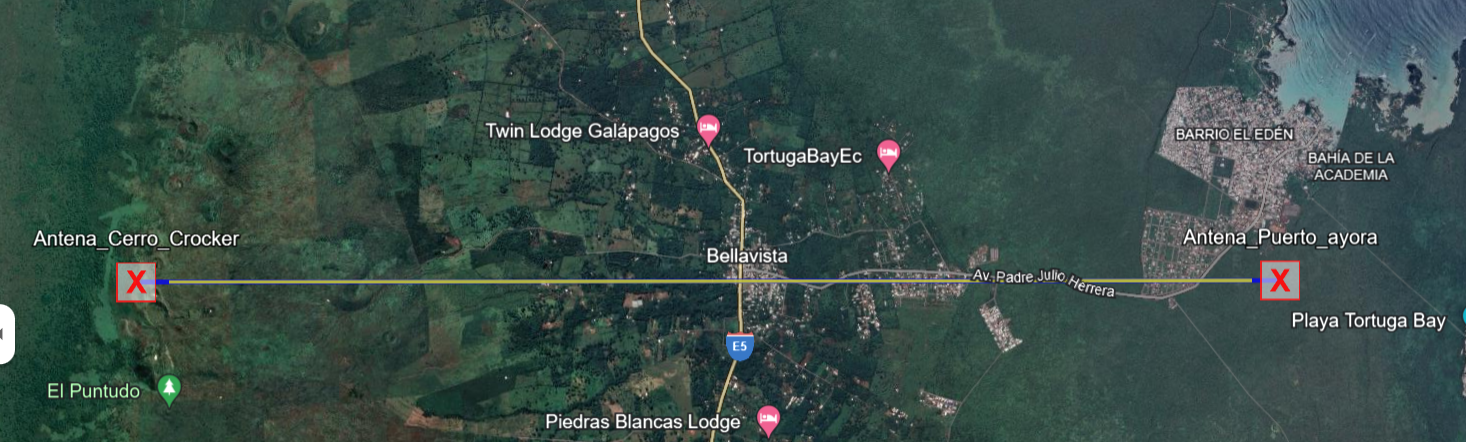 Twin Lodge Galápagos
TortugaBayEc
BARRIO EL EDÉN
BAHÍA DE LA
ACADEMIA
Antena_Cerro_Crocker
Antena_Puerto_ayora
Bellavista
X
X
Av. Padre Julio Herrera
Playa Tortuga Bay
E5
El Puntudo
Piedras Blancas Lodge